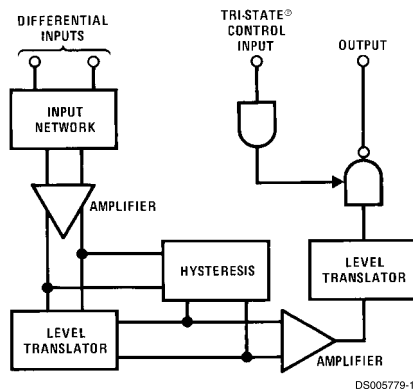 DIFFERENTIAL
INPUTS
TRI-STATE®
CONTROL
INPUT
OUTPUT
INPUT
NETWORK
AMPLIFIER
HYSTERESIS
LEVEL
TRANSLATOR
LEVEL
TRANSLATOR
AMPLIFIER
DS005779-1